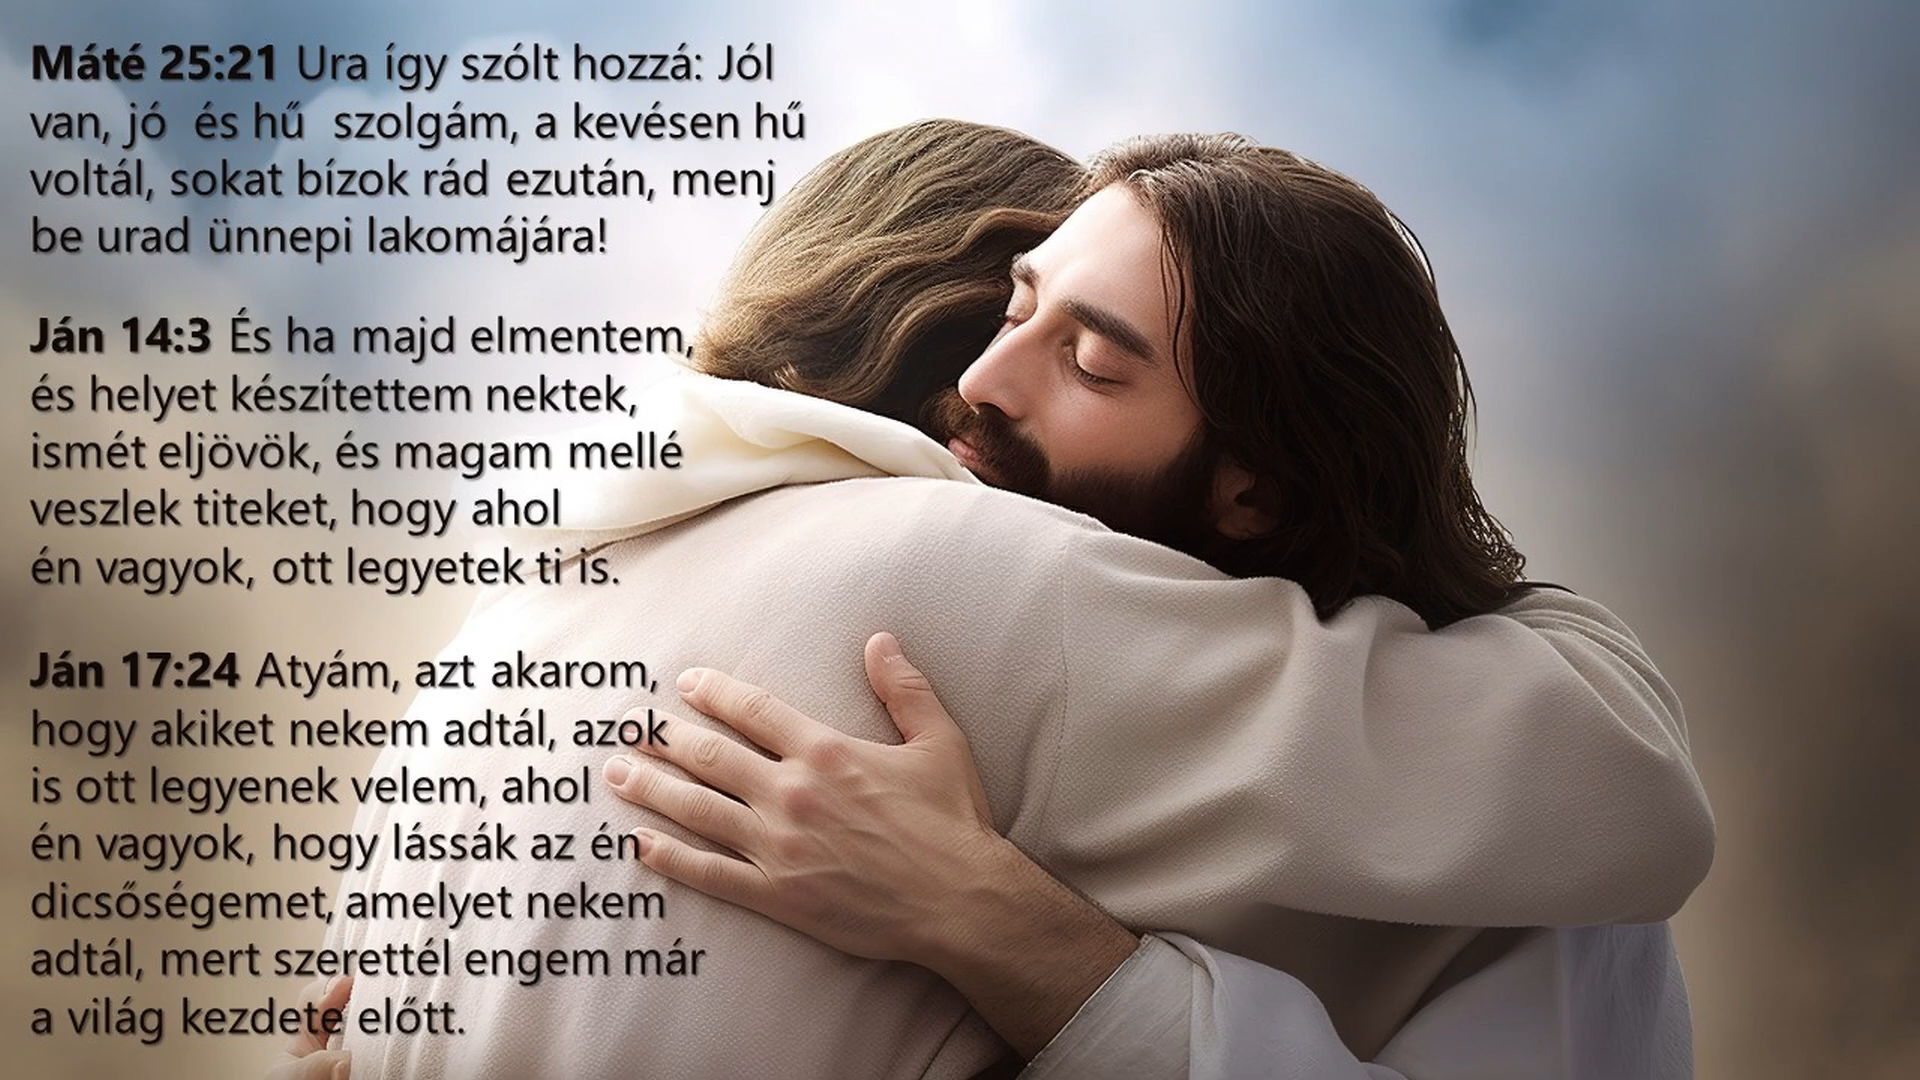 Máté 25:21 Ura így szólt hozzá: Jól
van, jó  és hű  szolgám, a kevésen hű
voltál, sokat bízok rád ezután, menj
be urad ünnepi lakomájára!
Ján 14:3 És ha majd elmentem,
és helyet készítettem nektek,
ismét eljövök, és magam mellé
veszlek titeket, hogy ahol
én vagyok, ott legyetek ti is.
Ján 17:24 Atyám, azt akarom,
hogy akiket nekem adtál, azok
is ott legyenek velem, ahol
én vagyok, hogy lássák az én
dicsőségemet, amelyet nekem
adtál, mert szerettél engem már
a világ kezdete előtt.